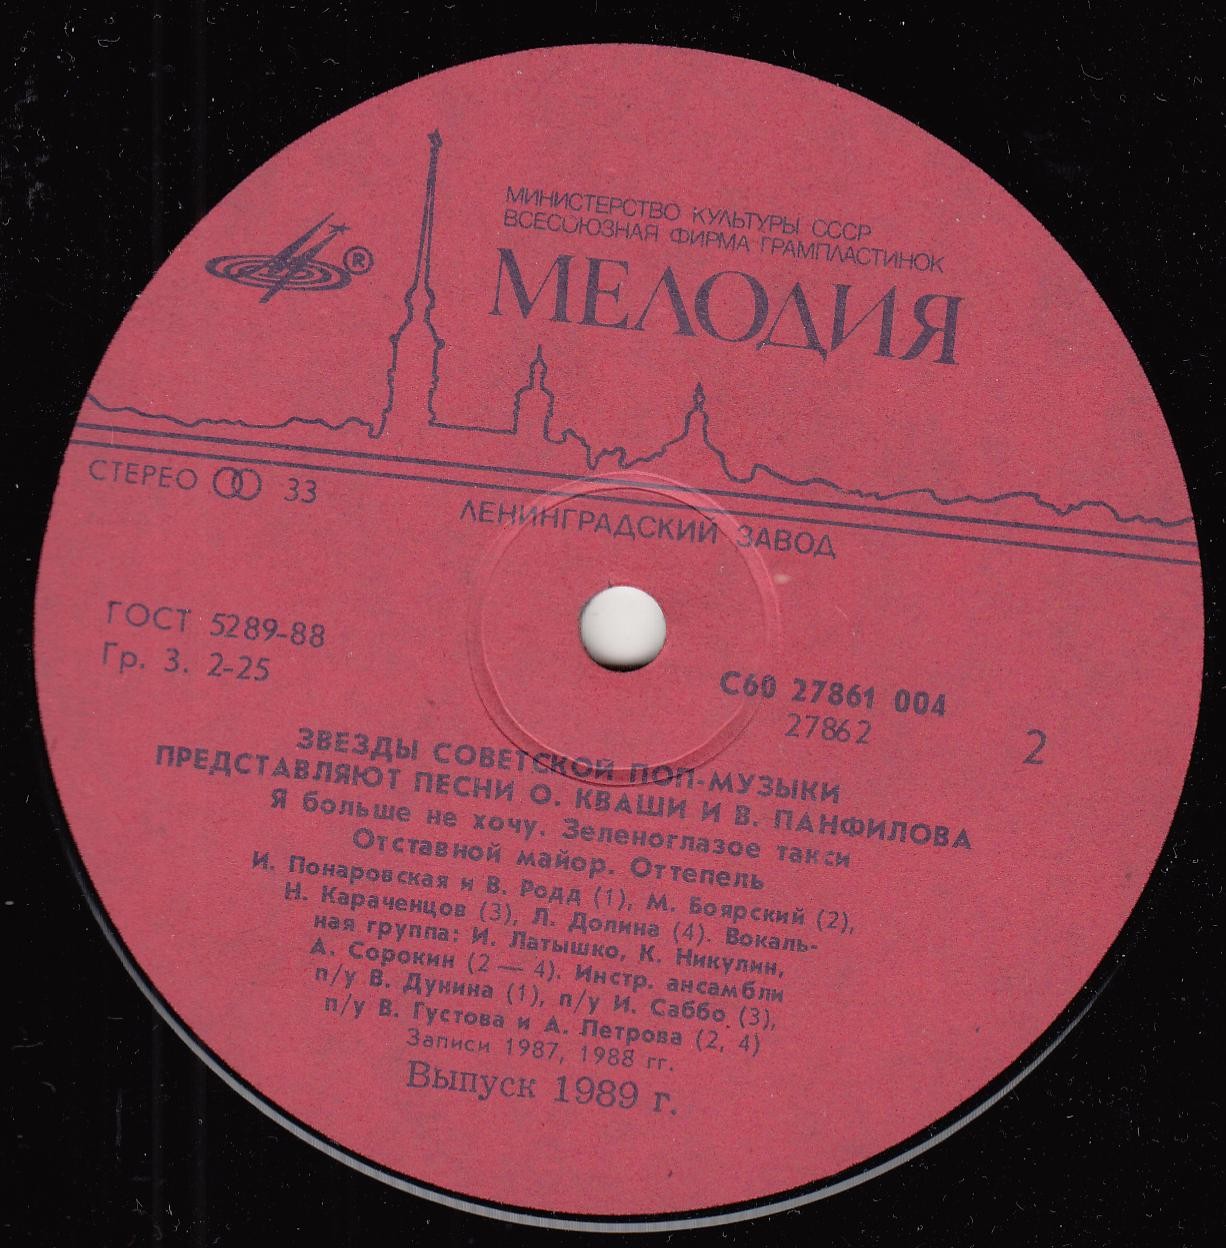 МИНИСТЕРСТВО КУЛЬТУРЫ СССР
ВСЕСОЮЗНАЯ ФИРМА ГРАМПЛАСТИНОК
МЕЛОДИЯ
®
СТЕРЕО 33
ЛЕНИНГРАДСКИЙ ЗАВОД
ГОСТ 5289-88
Гр. 3. 2-25
С60 27861 004
27862
2
ЗВЕЗДЫ СОВЕТСКОЙ ПОП-МУЗЫКИ
ПРЕДСТАВЛЯЮТ ПЕСНИ О. КВАШИ И В. ПАНФИЛОВА
Я больше не хочу. Зеленоглазое такси
Отставной майор. Оттепель
И. Понаровская и В. Родд (1), М. Боярский (2),
Н. Караченцов (3), Л. Долина (4). Вокаль-
ная группа: И. Латышко, К. Никулин,
А. Сорокин (2 — 4). Инстр. ансамбли
п/у В. Дунина (1), п/у И. Саббо (3),
п/у В. Густова и А. Петрова (2, 4)
Записи 1987, 1988 гг.
Выпуск 1989 г.